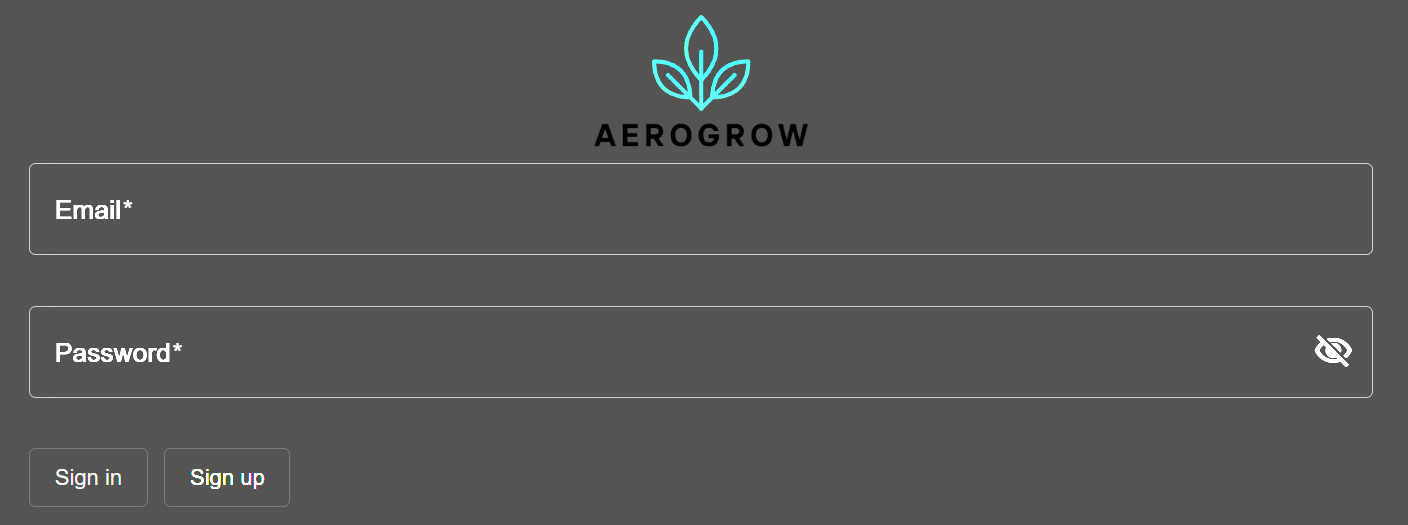 AEROGROW
Email*
Password*
Sign in
Sign up